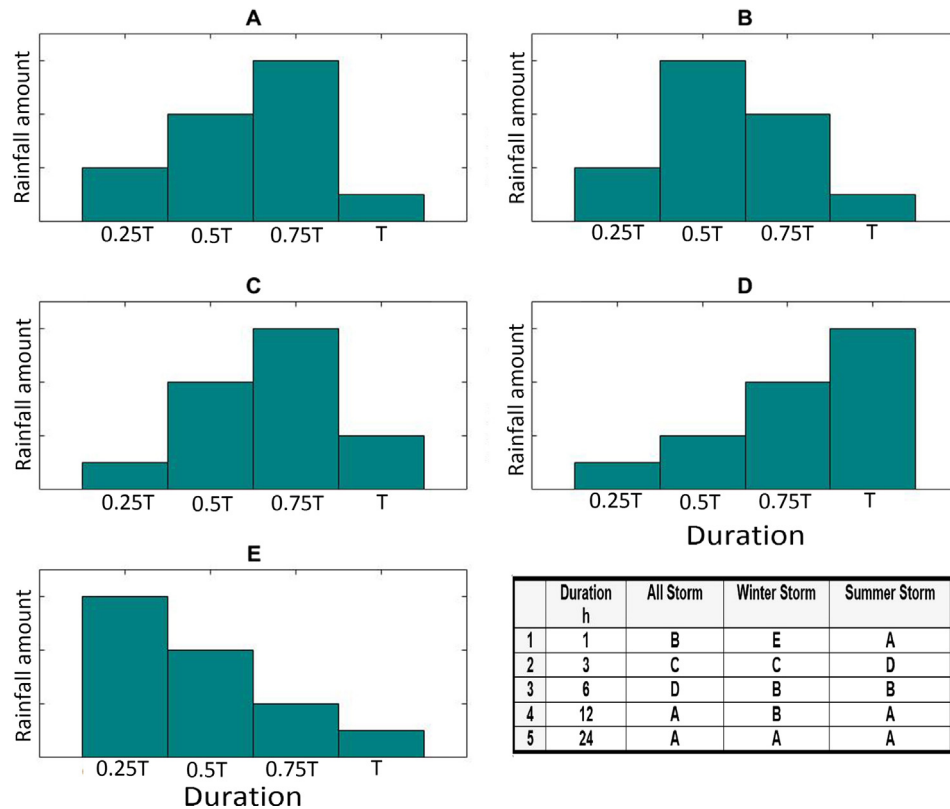 A
Rainfall amount
0.25T 0.5T 0.75T T
B
Rainfall amount
0.25T 0.5T 0.75T T
C
Rainfall amount
0.25T 0.5T 0.75T T
D
Rainfall amount
0.25T 0.5T 0.75T T
Duration
E
Rainfall amount
0.25T 0.5T 0.75T T
Duration
Duration All Storm Winter Storm Summer Storm
h
1 1 B E A
2 3 C C D
3 6 D B B
4 12 A B A
5 24 A A A